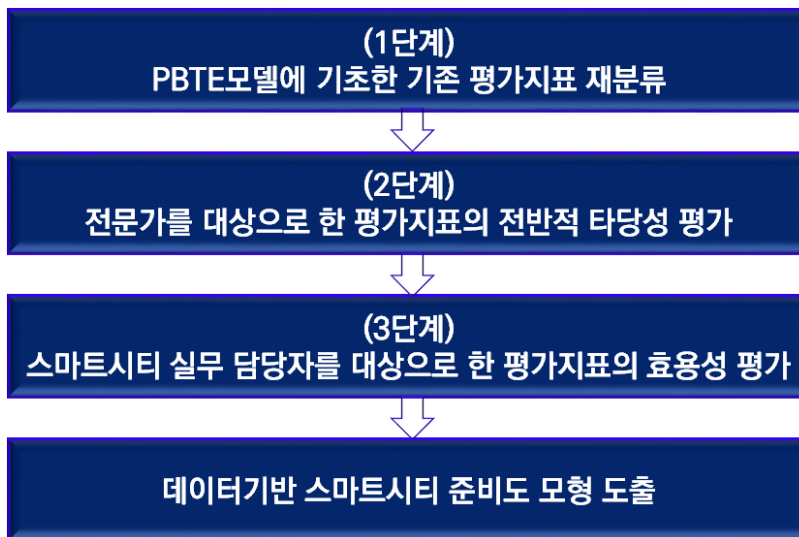 (1단계)
PBTE모델에 기초한 기존 평가지표 재분류
(2단계)
전문가를 대상으로 한 평가지표의 전반적 타당성 평가
(3단계)
스마트시티 실무 담당자를 대상으로 한 평가지표의 효용성 평가
데이터기반 스마트시티 준비도 모형 도출